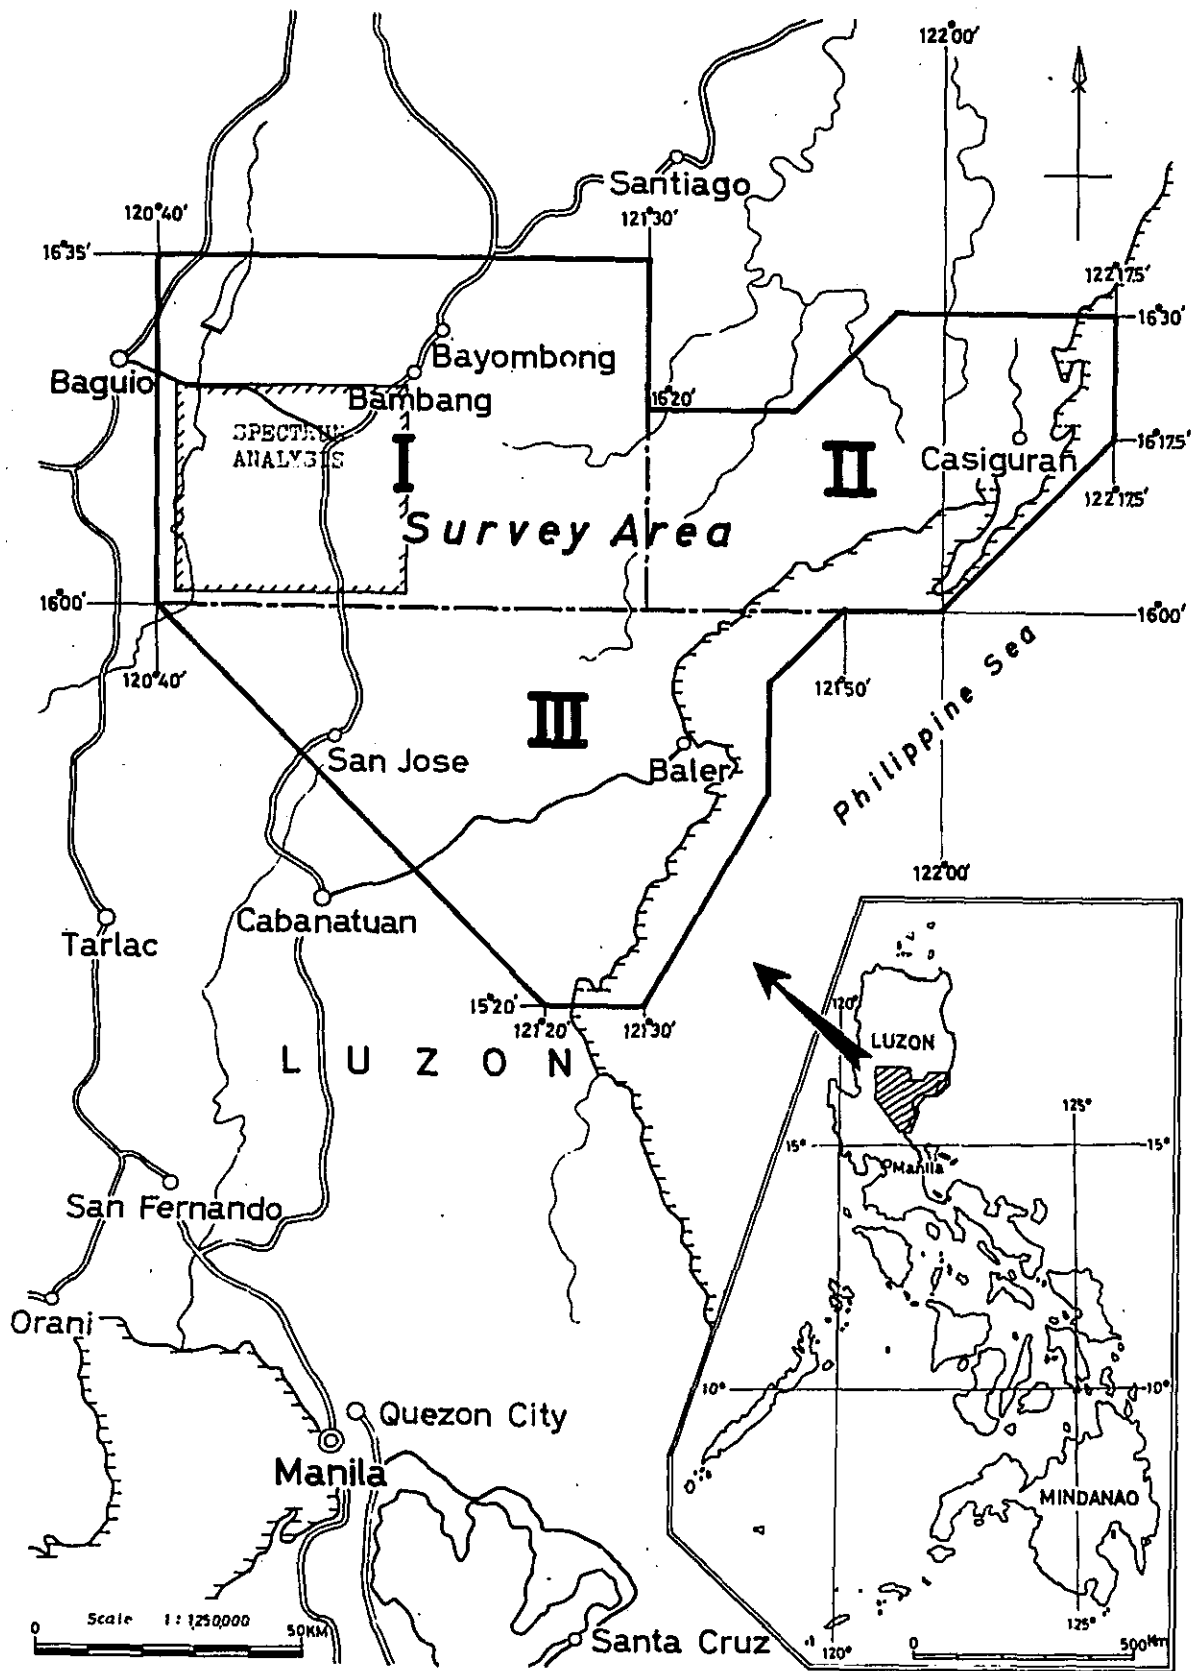 122°00′
Santiago
120°40′
121°30′
16°35′
122°17.5′
16°30′
Bayombong
Baguio
Bambang
16°20′
SPECTRUM
ANALYSIS
I
II
16°17.5′
Casiguran
122°17.5′
Survey Area
16°00′
16°00′
120°40′
121°50′
Philippine Sea
III
San Jose
Baler
122°00′
Cabanatuan
Tarlac
15°20′
121°20′
121°30′
LUZON
120°
LUZON
125°
15°
15°
Manila
San Fernando
Orani
10°
10°
Quezon City
Manila
MINDANAO
Scale 1:1,250,000
0
50KM
Santa Cruz
120°
125°
0
500Km